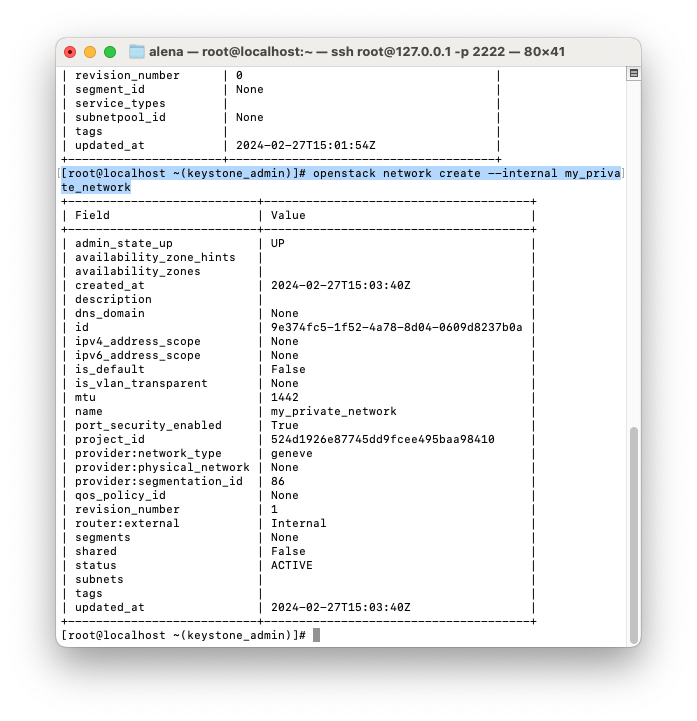 alena — root@localhost:~ — ssh root@127.0.0.1 -p 2222 — 80×41
| revision_number      | 0                                    |
| segment_id           | None                                 |
| service_types        |                                      |
| subnetpool_id        | None                                 |
| tags                 |                                      |
| updated_at           | 2024-02-27T15:01:54Z                 |
+----------------------+--------------------------------------+
[root@localhost ~(keystone_admin)]# openstack network create --internal my_priva
te_network
+---------------------------+--------------------------------------+
| Field                     | Value                                |
+---------------------------+--------------------------------------+
| admin_state_up            | UP                                   |
| availability_zone_hints   |                                      |
| availability_zones        |                                      |
| created_at                | 2024-02-27T15:03:40Z                 |
| description               |                                      |
| dns_domain                | None                                 |
| id                        | 9e374fc5-1f52-4a78-8d04-0609d8237b0a |
| ipv4_address_scope        | None                                 |
| ipv6_address_scope        | None                                 |
| is_default                | False                                |
| is_vlan_transparent       | None                                 |
| mtu                       | 1442                                 |
| name                      | my_private_network                   |
| port_security_enabled     | True                                 |
| project_id                | 524d1926e87745dd9fcee495baa98410     |
| provider:network_type     | geneve                               |
| provider:physical_network | None                                 |
| provider:segmentation_id  | 86                                   |
| qos_policy_id             | None                                 |
| revision_number           | 1                                    |
| router:external           | Internal                             |
| segments                  | None                                 |
| shared                    | False                                |
| status                    | ACTIVE                               |
| subnets                   |                                      |
| tags                      |                                      |
| updated_at                | 2024-02-27T15:03:40Z                 |
+---------------------------+--------------------------------------+
[root@localhost ~(keystone_admin)]#